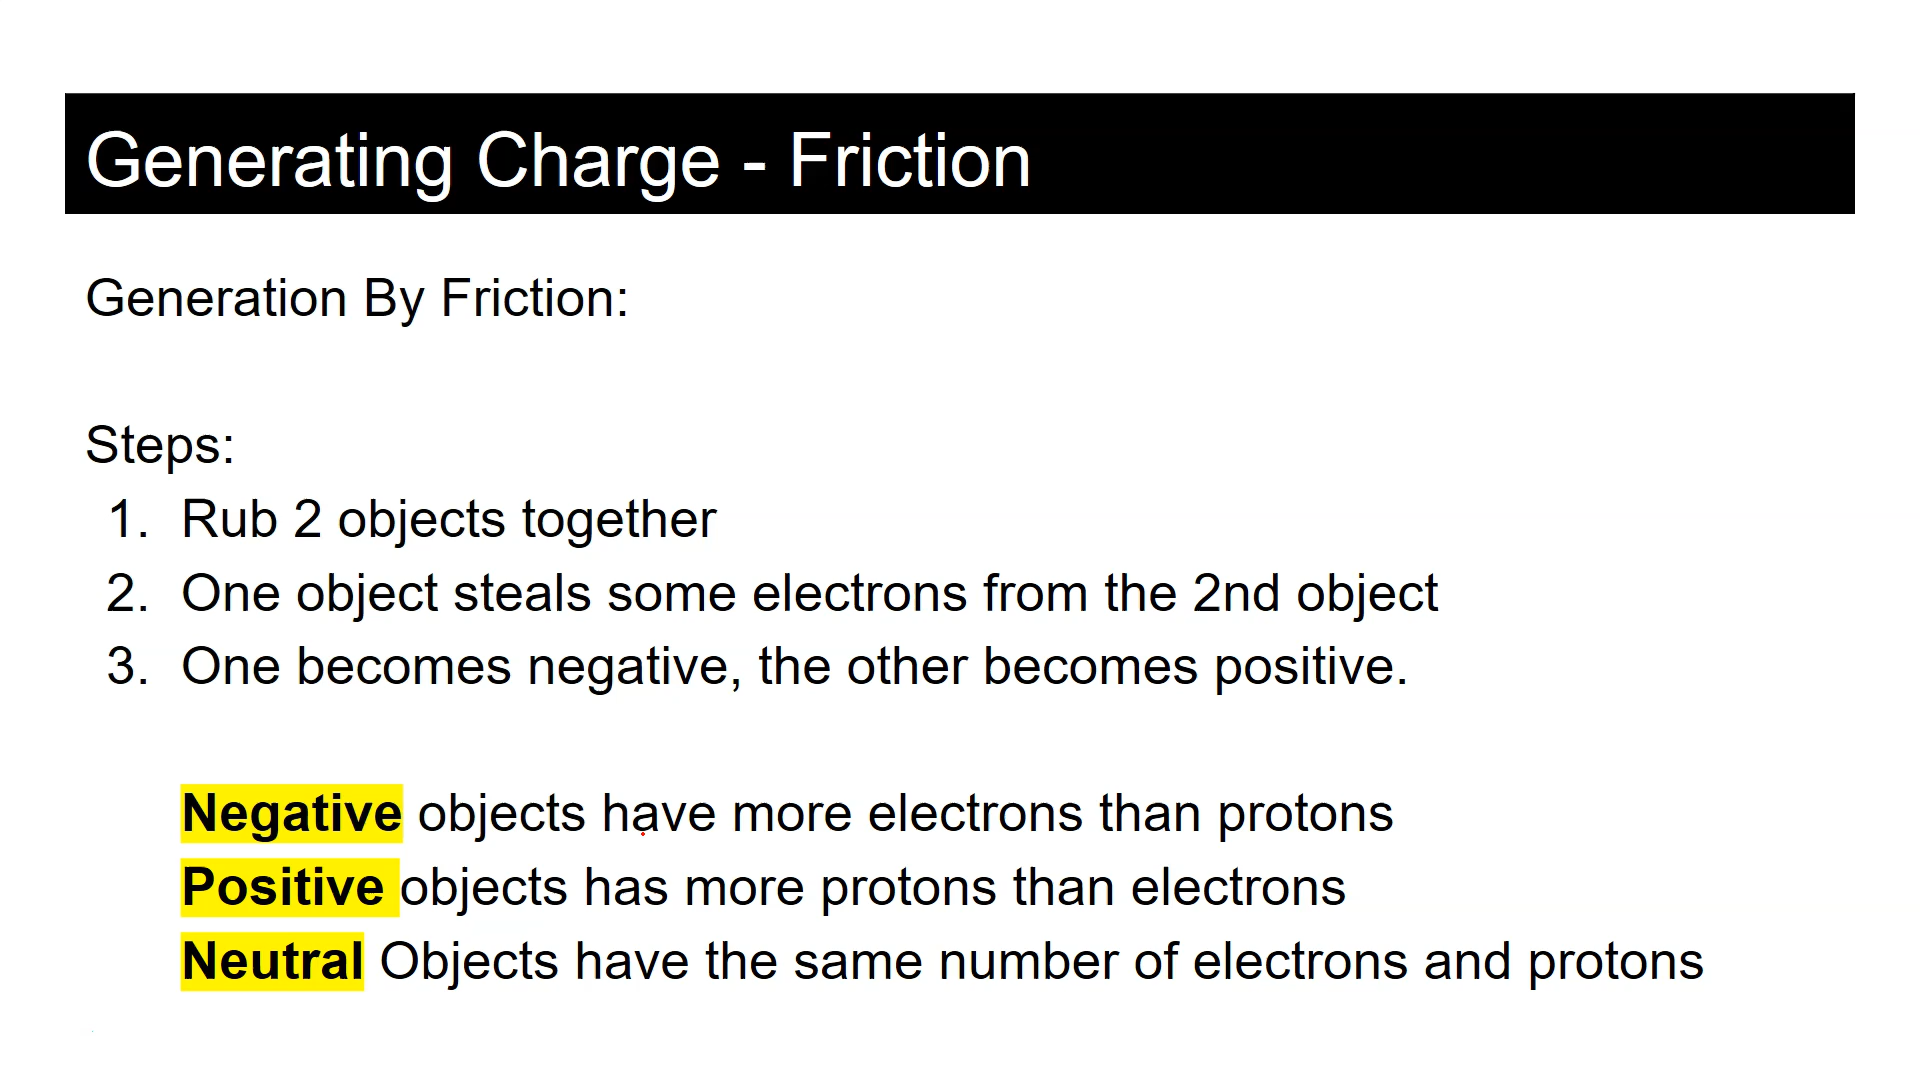 Generating Charge - Friction
Generation By Friction:
Steps:
1. Rub 2 objects together
2. One object steals some electrons from the 2nd object
3. One becomes negative, the other becomes positive.
Negative objects have more electrons than protons
Positive objects has more protons than electrons
Neutral Objects have the same number of electrons and protons